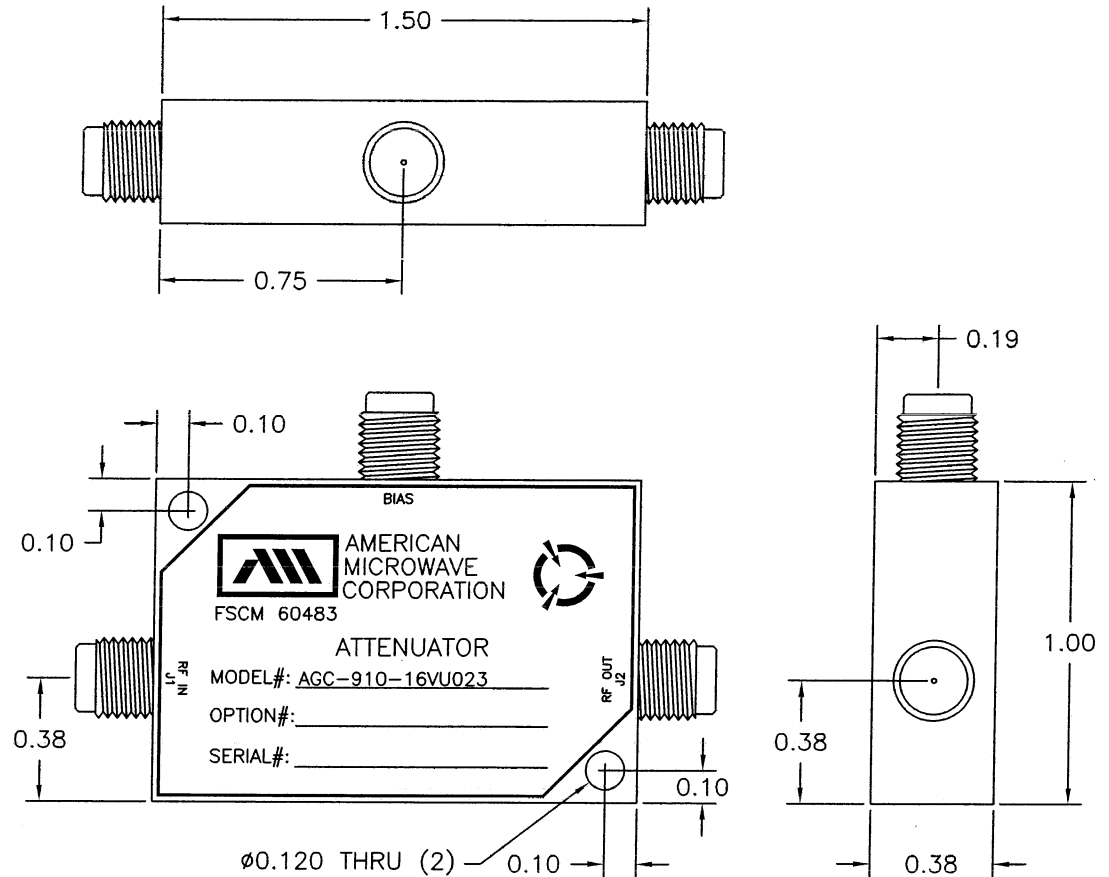 1.50
0.75
0.19
0.10
0.10
BIAS
AMERICAN
MICROWAVE
CORPORATION
FSCM 60483
ATTENUATOR
RF IN
J1
MODEL#: AGC-910-16VU023
RF OUT
J2
OPTION#:
SERIAL#:
0.38
0.10
Ø0.120 THRU (2)
0.10
1.00
0.38
0.38